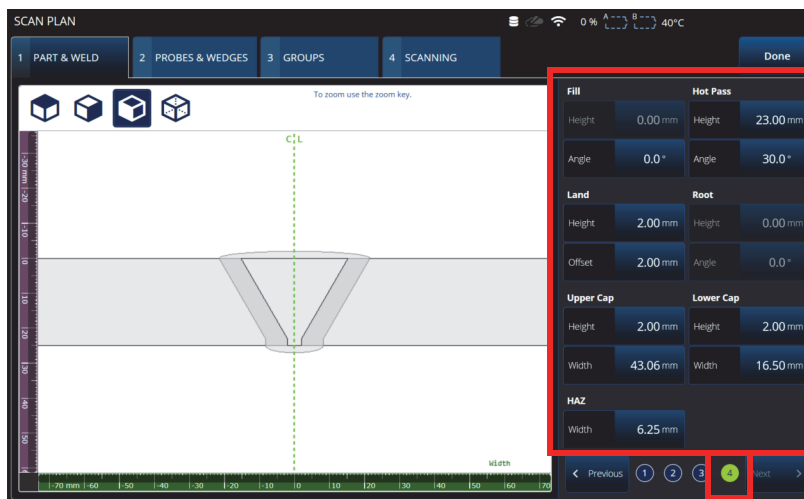 SCAN PLAN
0 % A B 40°C
1 PART & WELD 2 PROBES & WEDGES 3 GROUPS 4 SCANNING Done
To zoom use the zoom key.
C L
Fill Hot Pass
Height 0.00 mm Height 23.00 mm
Angle 0.0 ° Angle 30.0 °
Land Root
Height 2.00 mm Height 0.00 mm
Offset 2.00 mm Angle 0.0 °
Upper Cap Lower Cap
Height 2.00 mm Height 2.00 mm
Width 43.06 mm Width 16.50 mm
HAZ
Width 6.25 mm
-30 mm -20 -10 0 10 20 30 40 50
Width
-70 mm -60 -50 -40 -30 -20 -10 0 10 20 30 40 50 60 70
< Previous 1 2 3 4 Next >